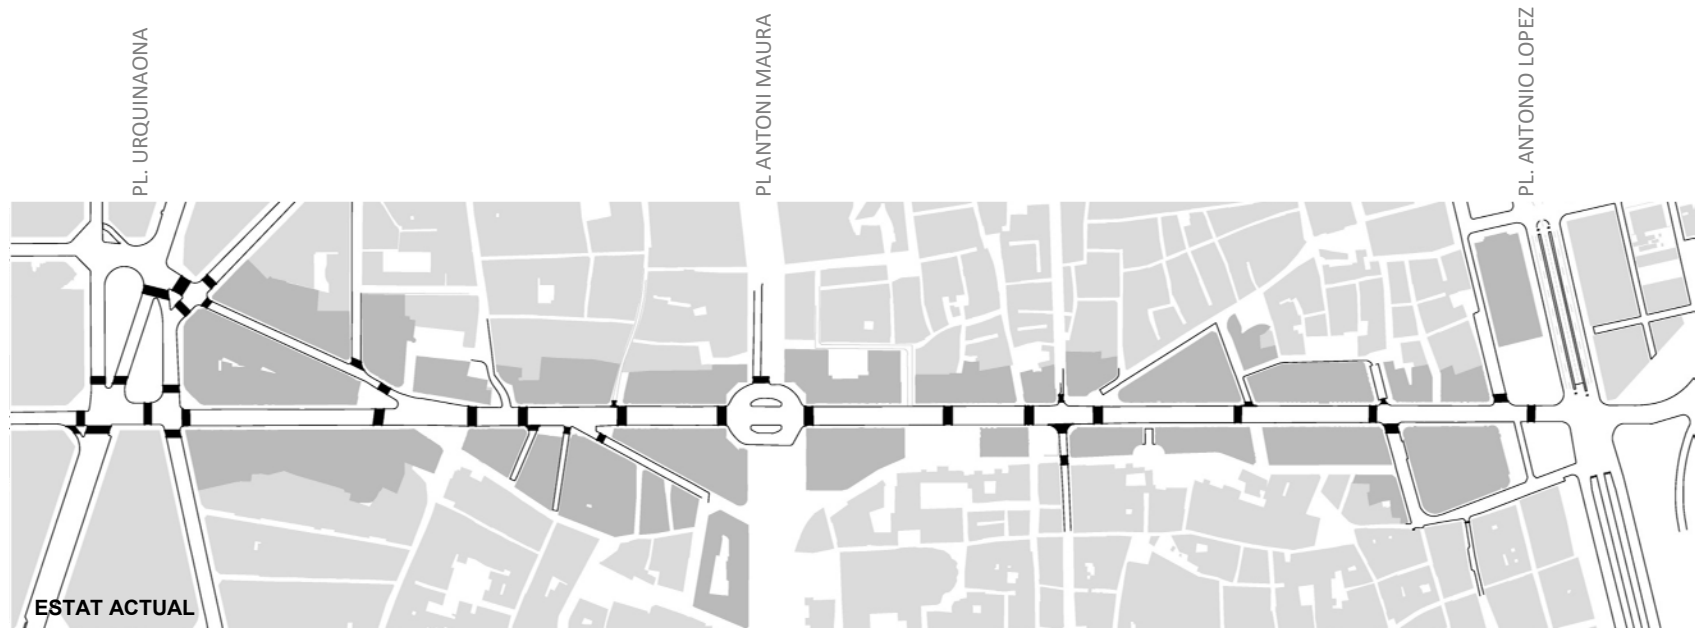 PL. URQUINAONA
PL ANTONI MAURA
PL. ANTONIO LOPEZ
ESTAT ACTUAL